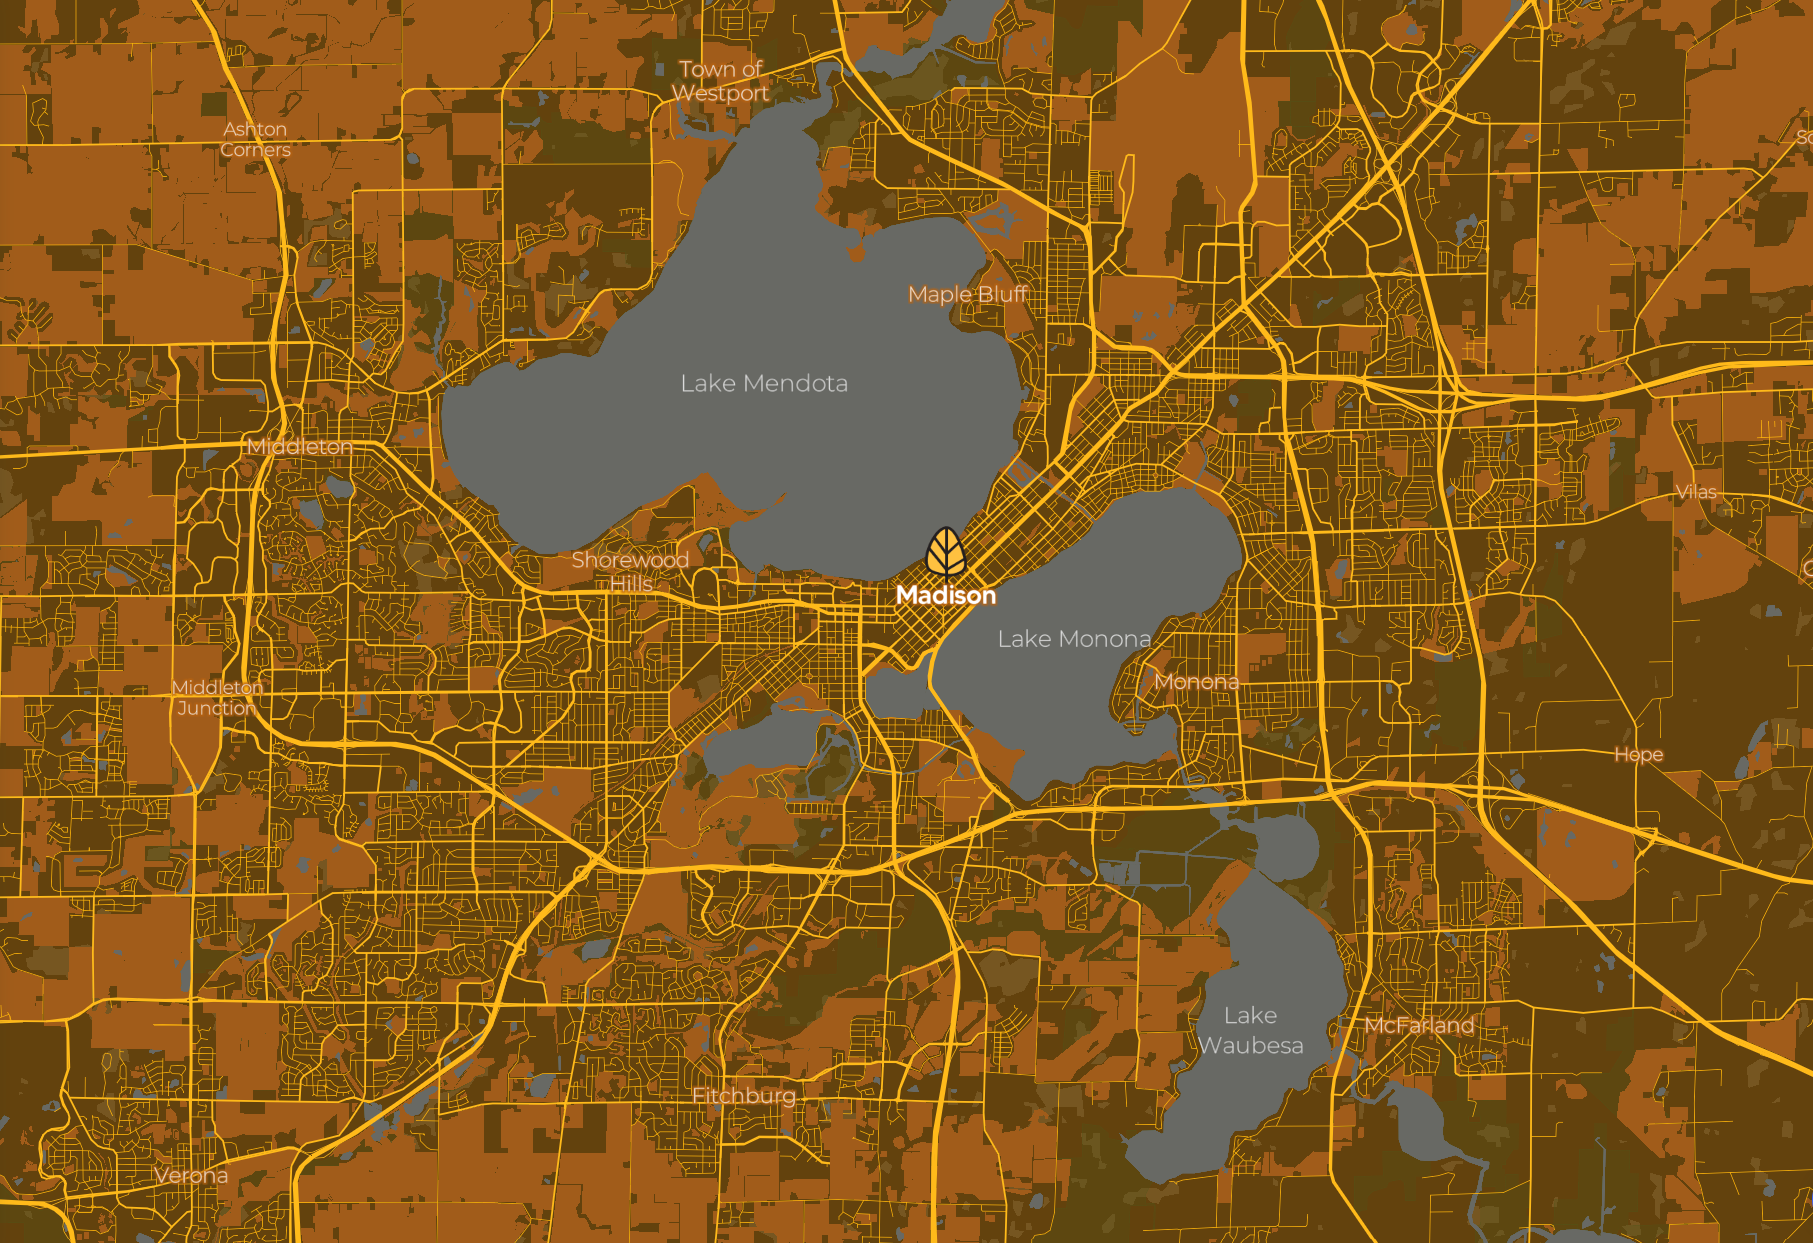 Town of
Westport
Ashton
Corners
Maple Bluff
Lake Mendota
Middleton
Vilas
Shorewood
Hills
Madison
Lake Monona
Monona
Middleton
Junction
Hope
Lake
Waubesa
McFarland
Fitchburg
Verona